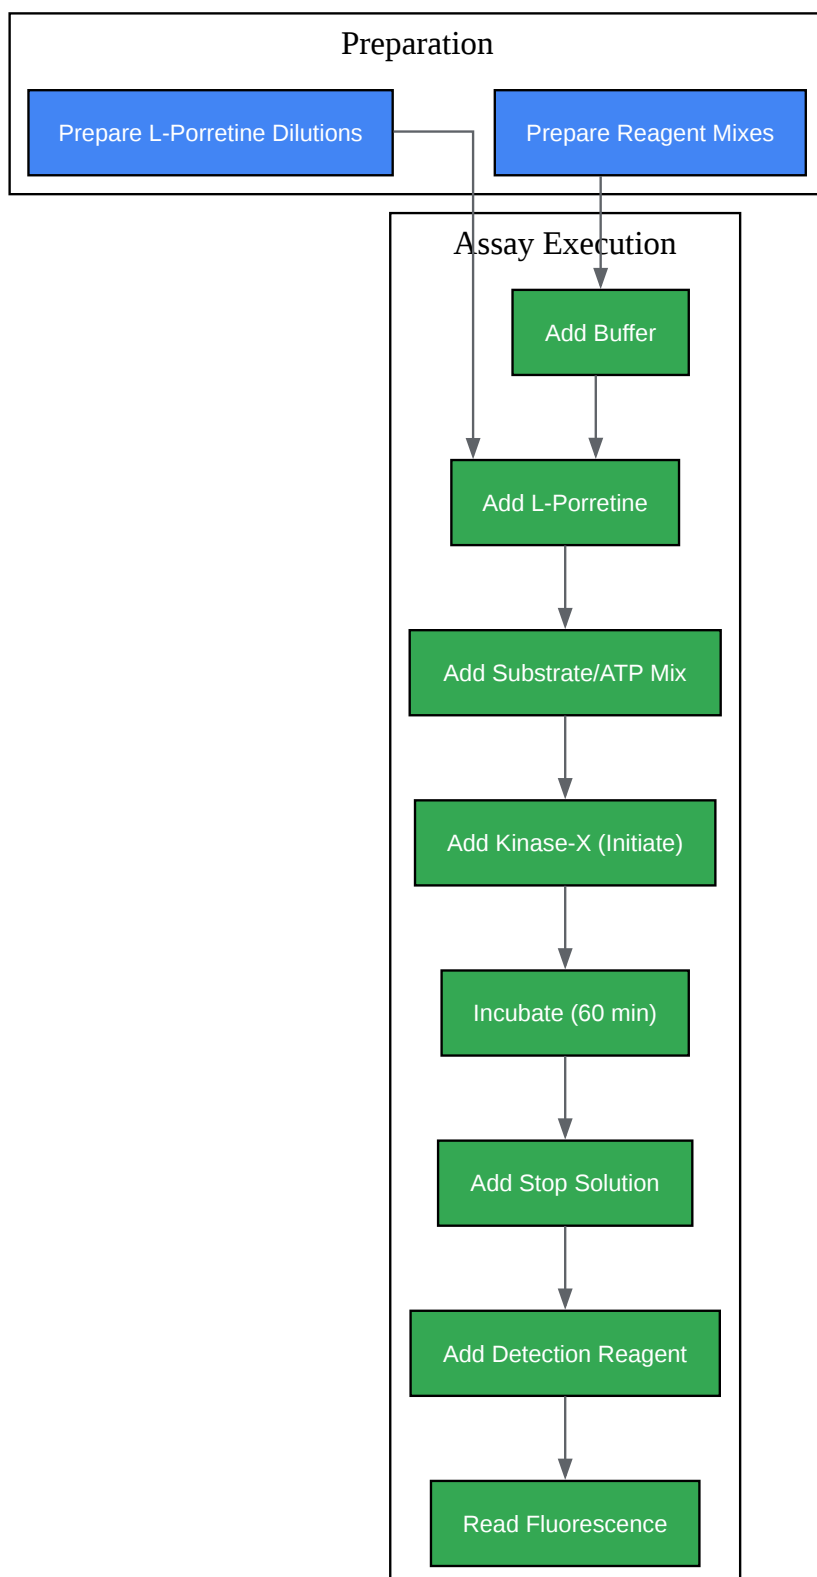 Preparation
Prepare L-Porretine Dilutions
Prepare Reagent Mixes
Assay Execution
Add Buffer
Add L-Porretine
Add Substrate/ATP Mix
Add Kinase-X (Initiate)
Incubate (60 min)
Add Stop Solution
Add Detection Reagent
Read Fluorescence